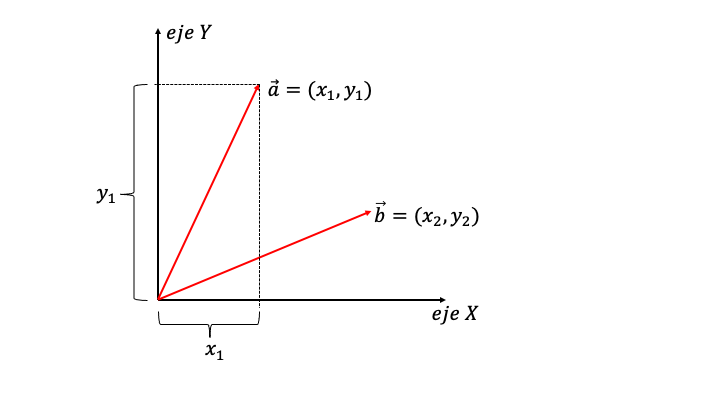 eje Y
a⃗ = (x₁, y₁)
y₁
b⃗ = (x₂, y₂)
eje X
x₁